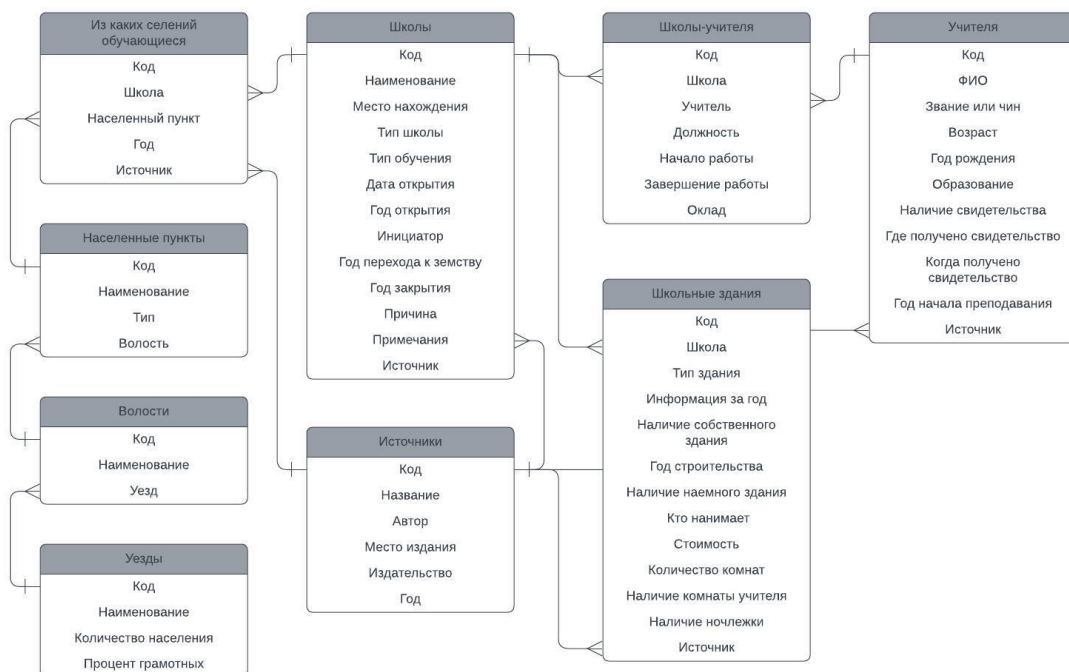 Из каких селений
обучающиеся
Код
Школа
Населенный пункт
Год
Источник
Населенные пункты
Код
Наименование
Тип
Волость
Волости
Код
Наименование
Уезд
Уезды
Код
Наименование
Количество населения
Процент грамотных
Школы
Код
Наименование
Место нахождения
Тип школы
Тип обучения
Дата открытия
Год открытия
Инициатор
Год перехода к земству
Год закрытия
Причина
Примечания
Источник
Источники
Код
Название
Автор
Место издания
Издательство
Год
Школы-учителя
Код
Школа
Учитель
Должность
Начало работы
Завершение работы
Оклад
Школьные здания
Код
Школа
Тип здания
Информация за год
Наличие собственного
здания
Год строительства
Наличие наемного здания
Кто нанимает
Стоимость
Количество комнат
Наличие комнаты учителя
Наличие ночлежки
Источник
Учителя
Код
ФИО
Звание или чин
Возраст
Год рождения
Образование
Наличие свидетельства
Где получено свидетельство
Когда получено
свидетельство
Год начала преподавания
Источник